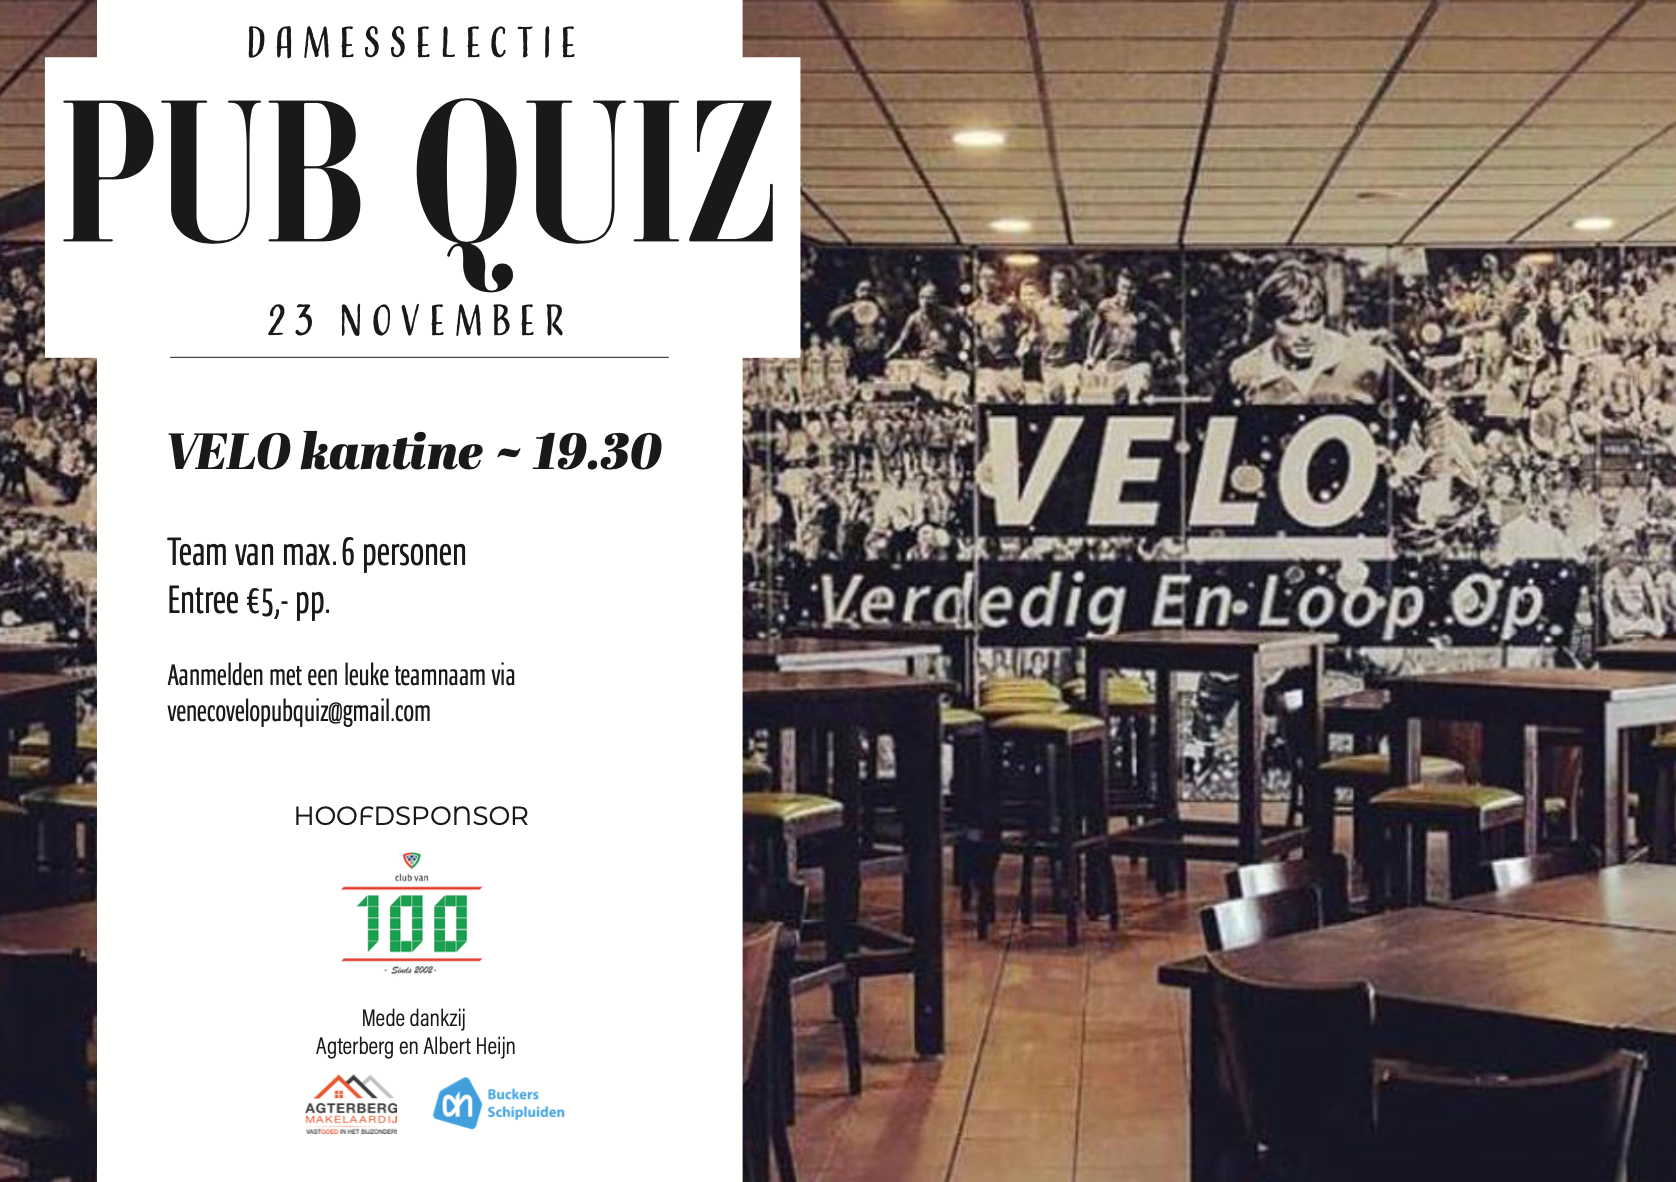 DAMESSELECTIE
PUB QUIZ
23 NOVEMBER
VELO kantine ~ 19.30
Team van max. 6 personen
Entree €5,- pp.
Aanmelden met een leuke teamnaam via
venecovelopubquiz@gmail.com
HOOFDSPONSOR
club van
100
- Sinds 2002-
Mede dankzij
Agterberg en Albert Heijn
AGTERBERG
MAKELAARDIJ
VASTGOED IN HET BIJZONDER!
ah
Buckers
Schipluiden
VELO
Verdedig En Loop Op